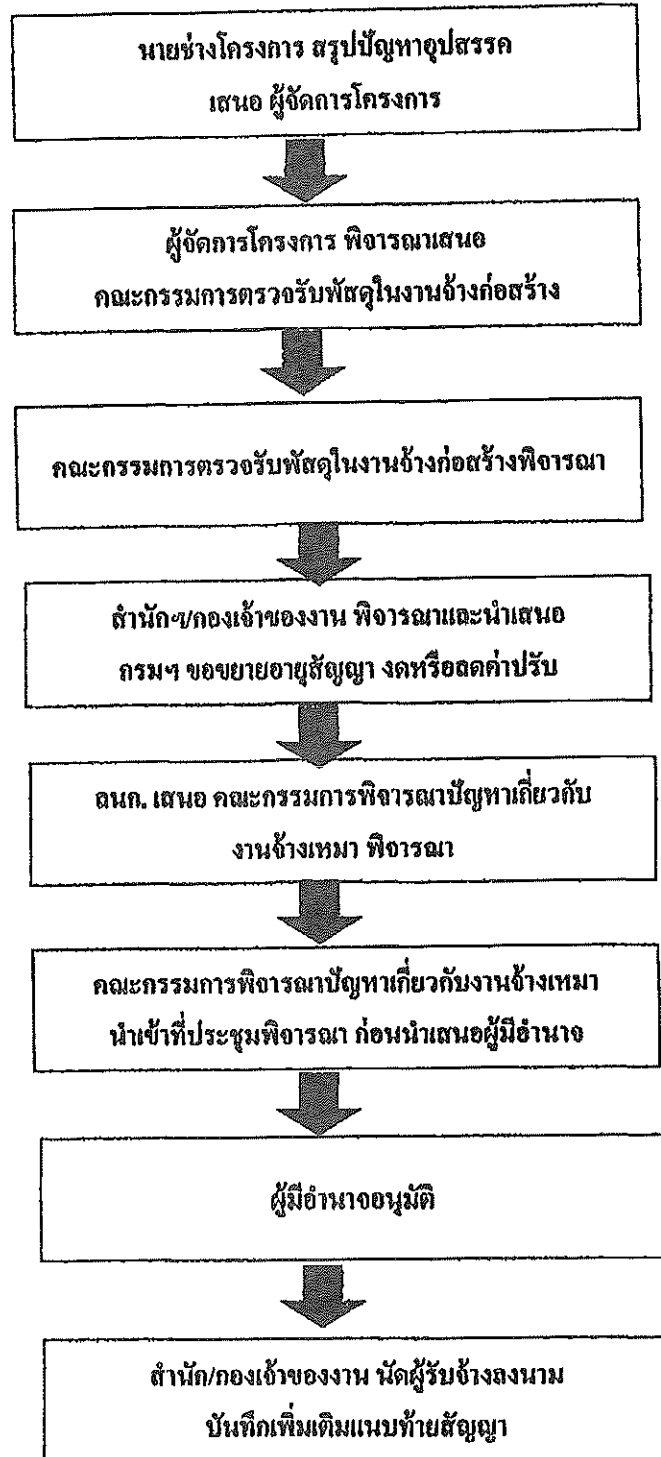 นายช่างโครงการ สรุปปัญหาอุปสรรค
เสนอ ผู้จัดการโครงการ
ผู้จัดการโครงการ พิจารณาเสนอ
คณะกรรมการตรวจรับพัสดุในงานจ้างก่อสร้าง
คณะกรรมการตรวจรับพัสดุในงานจ้างก่อสร้างพิจารณา
สำนักฯ/กองเจ้าของงาน พิจารณาและนำเสนอ
กรมฯ ขอขยายอายุสัญญา งดหรือลดค่าปรับ
ลนก. เสนอ คณะกรรมการพิจารณาปัญหาเกี่ยวกับ
งานจ้างเหมา พิจารณา
คณะกรรมการพิจารณาปัญหาเกี่ยวกับงานจ้างเหมา
นำเข้าที่ประชุมพิจารณา ก่อนนำเสนอผู้มีอำนาจ
ผู้มีอำนาจอนุมัติ
สำนัก/กองเจ้าของงาน นัดผู้รับจ้างลงนาม
บันทึกเพิ่มเติมแนบท้ายสัญญา